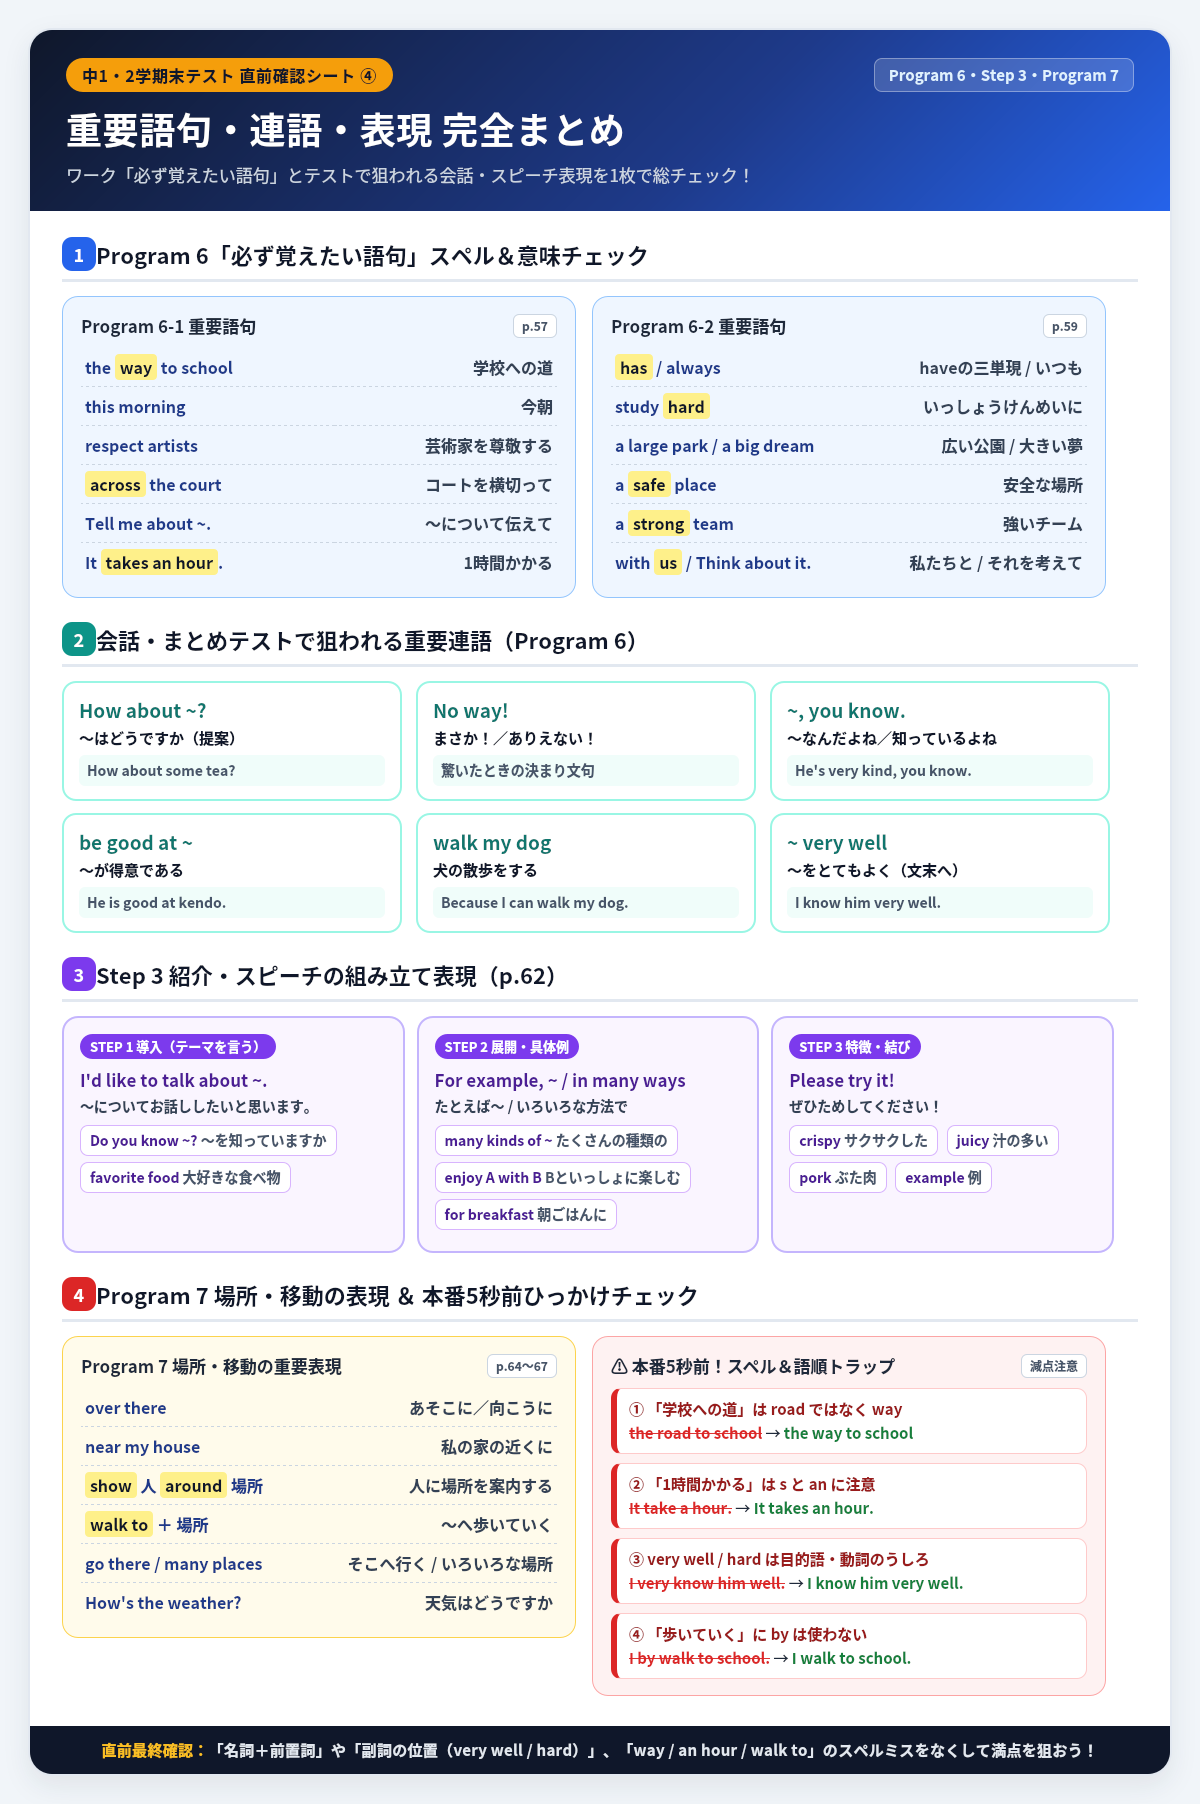 中1・2学期末テスト 直前確認シート ④
Program 6・Step 3・Program 7
重要語句・連語・表現 完全まとめ
ワーク「必ず覚えたい語句」とテストで狙われる会話・スピーチ表現を1枚で総チェック！
1 Program 6「必ず覚えたい語句」スペル＆意味チェック
Program 6-1 重要語句 p.57
the way to school 学校への道
this morning 今朝
respect artists 芸術家を尊敬する
across the court コートを横切って
Tell me about ~. 〜について伝えて
It takes an hour. 1時間かかる
Program 6-2 重要語句 p.59
has / always haveの三単現 / いつも
study hard いっしょうけんめいに
a large park / a big dream 広い公園 / 大きい夢
a safe place 安全な場所
a strong team 強いチーム
with us / Think about it. 私たちと / それを考えて
2 会話・まとめテストで狙われる重要連語（Program 6）
How about ~?
〜はどうですか（提案）
How about some tea?
No way!
まさか！／ありえない！
驚いたときの決まり文句
~, you know.
〜なんだよね／知っているよね
He's very kind, you know.
be good at ~
〜が得意である
He is good at kendo.
walk my dog
犬の散歩をする
Because I can walk my dog.
~ very well
〜をとてもよく（文末へ）
I know him very well.
3 Step 3 紹介・スピーチの組み立て表現（p.62）
STEP 1 導入（テーマを言う）
I'd like to talk about ~.
〜についてお話ししたいと思います。
Do you know ~? 〜を知っていますか
favorite food 大好きな食べ物
STEP 2 展開・具体例
For example, ~ / in many ways
たとえば〜 / いろいろな方法で
many kinds of ~ たくさんの種類の
enjoy A with B Bといっしょに楽しむ
for breakfast 朝ごはんに
STEP 3 特徴・結び
Please try it!
ぜひためしてください！
crispy サクサクした juicy 汁の多い
pork ぶた肉 example 例
4 Program 7 場所・移動の表現 ＆ 本番5秒前ひっかけチェック
Program 7 場所・移動の重要表現 p.64〜67
over there あそこに／向こうに
near my house 私の家の近くに
show 人 around 場所 人に場所を案内する
walk to ＋ 場所 〜へ歩いていく
go there / many places そこへ行く / いろいろな場所
How's the weather? 天気はどうですか
⚠ 本番5秒前！スペル＆語順トラップ 減点注意
① 「学校への道」は road ではなく way
the road to school → the way to school
② 「1時間かかる」は s と an に注意
It take a hour. → It takes an hour.
③ very well / hard は目的語・動詞のうしろ
I very know him well. → I know him very well.
④ 「歩いていく」に by は使わない
I by walk to school. → I walk to school.
直前最終確認：「名詞＋前置詞」や「副詞の位置（very well / hard）」、「way / an hour / walk to」のスペルミスをなくして満点を狙おう！